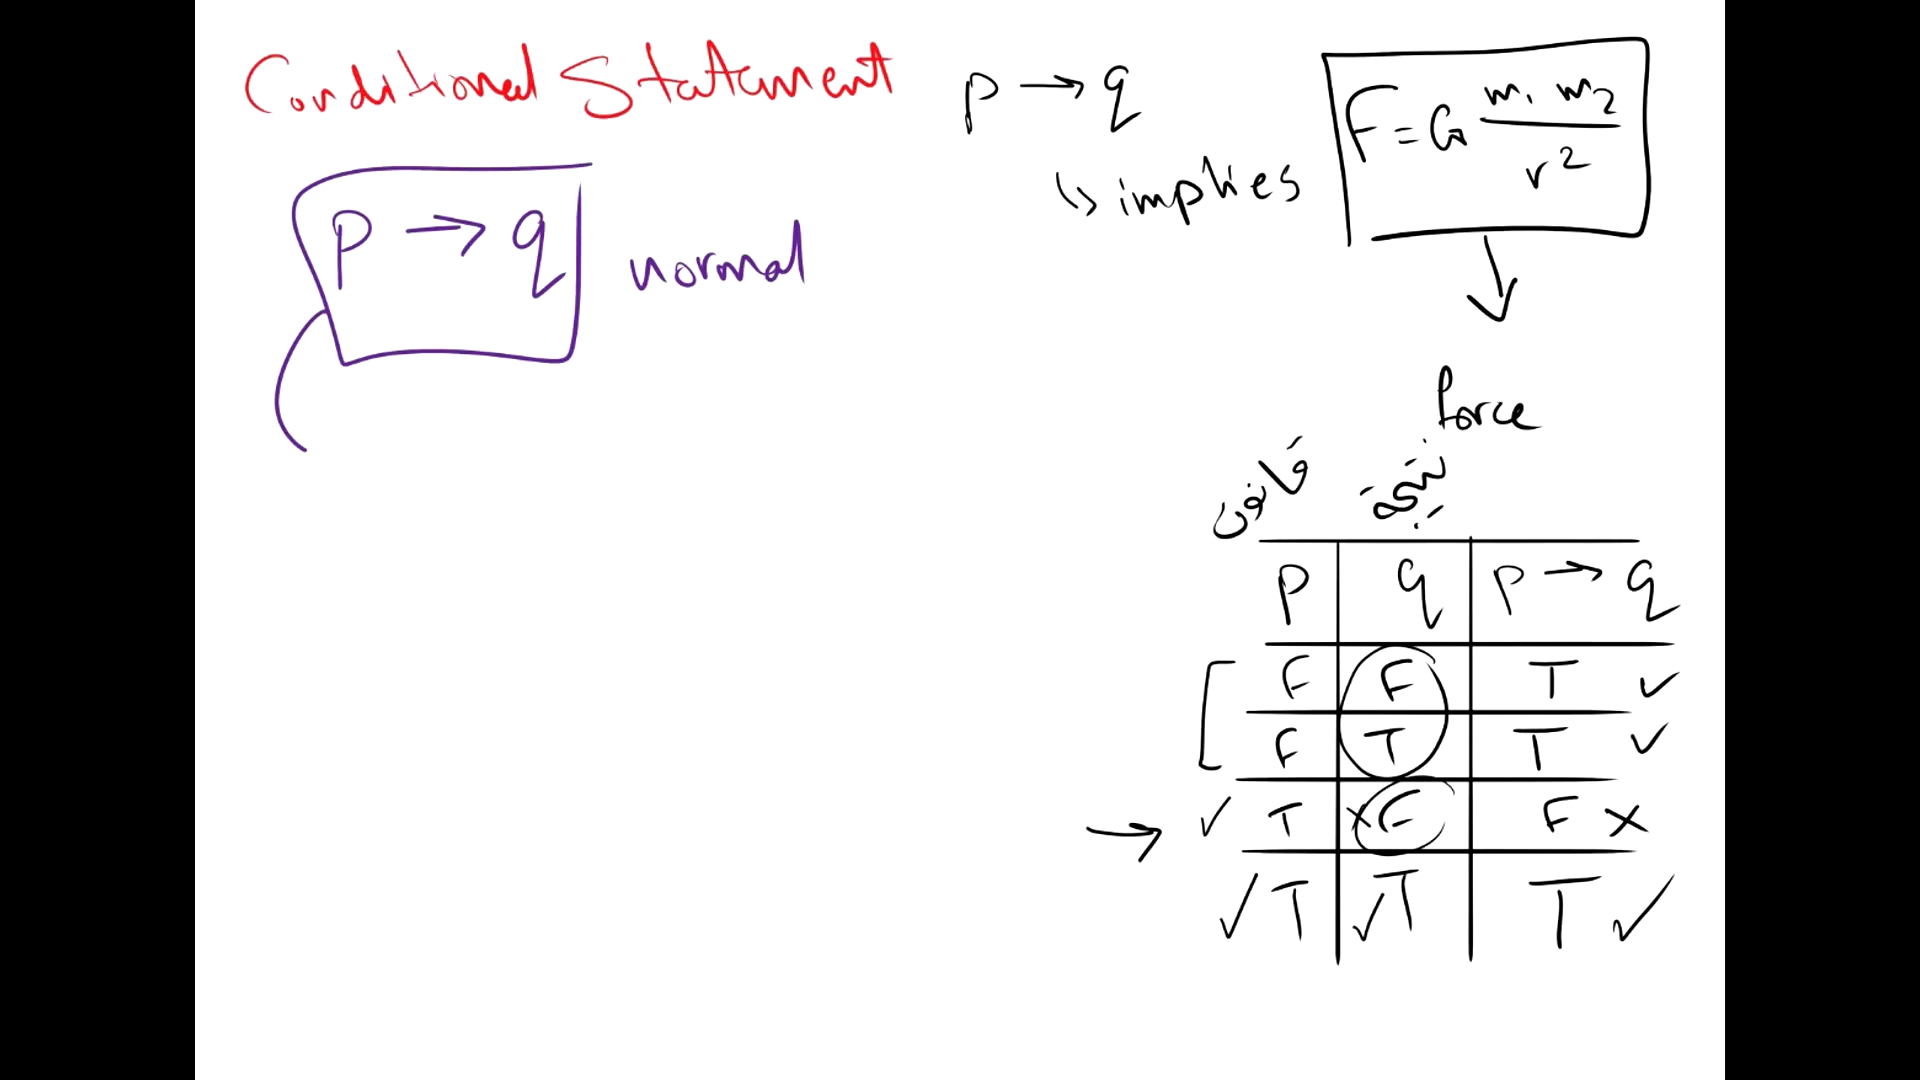 Conditional Statement
p → q
↳ implies
F = G m₁ m₂ / r²
p → q normal
force
قانون نتيجة
p q p → q
F F T ✓
F T T ✓
→ ✓ T ✗ F F ✗
✓ T ✓ T T ✓